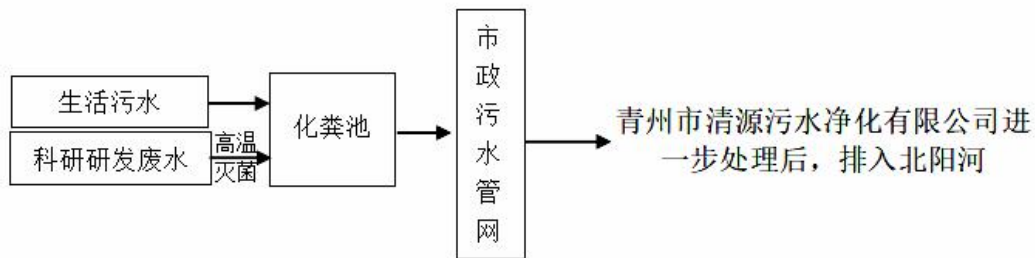 生活污水
科研研发废水
高温
灭菌
化粪池
市政污水管网
青州市清源污水净化有限公司进
一步处理后，排入北阳河